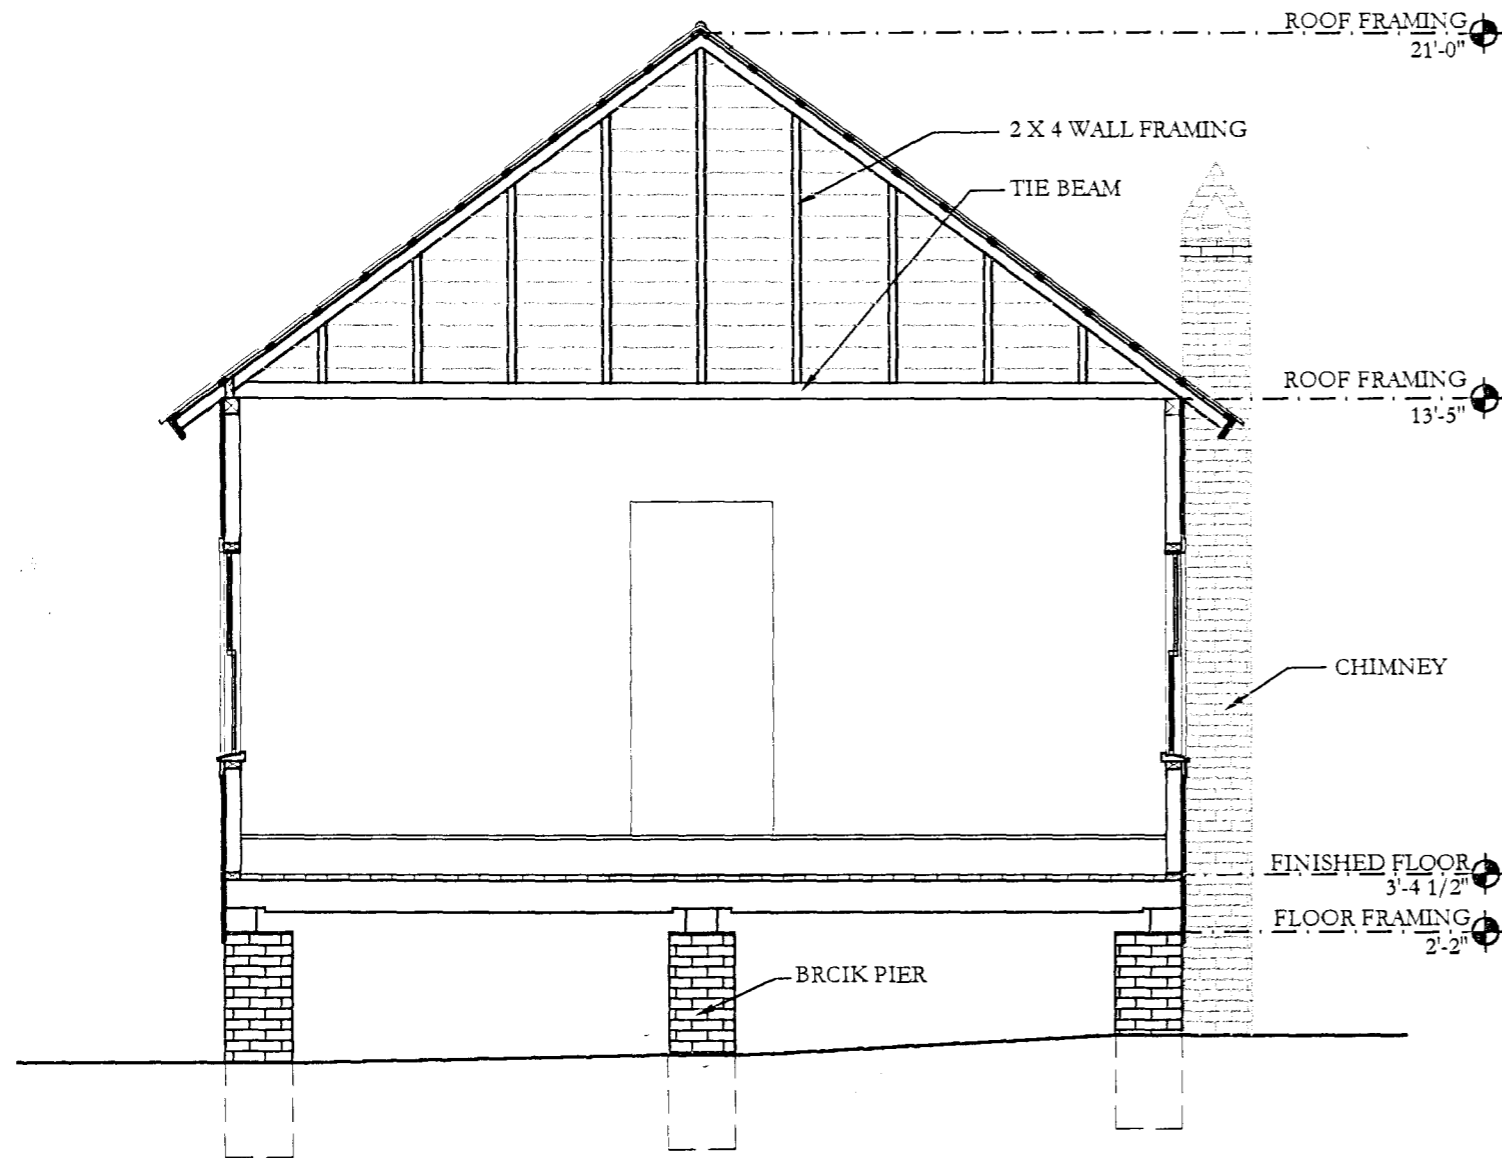 ROOF FRAMING
21'-0"
2 X 4 WALL FRAMING
TIE BEAM
ROOF FRAMING
13'-5"
CHIMNEY
FINISHED FLOOR
3'-4 1/2"
FLOOR FRAMING
2'-2"
BRCIK PIER